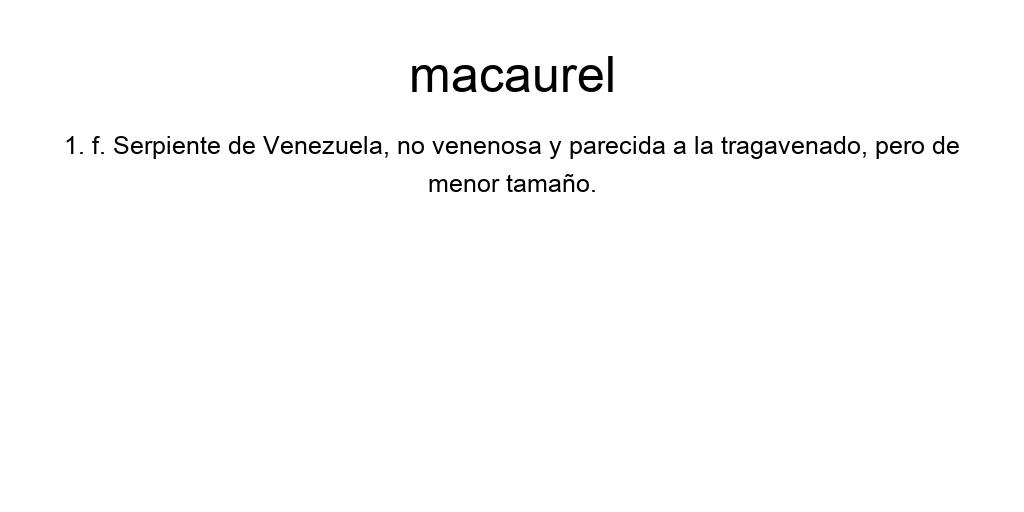 macaurel
1. f. Serpiente de Venezuela, no venenosa y parecida a la tragavenado, pero de
menor tamaño.